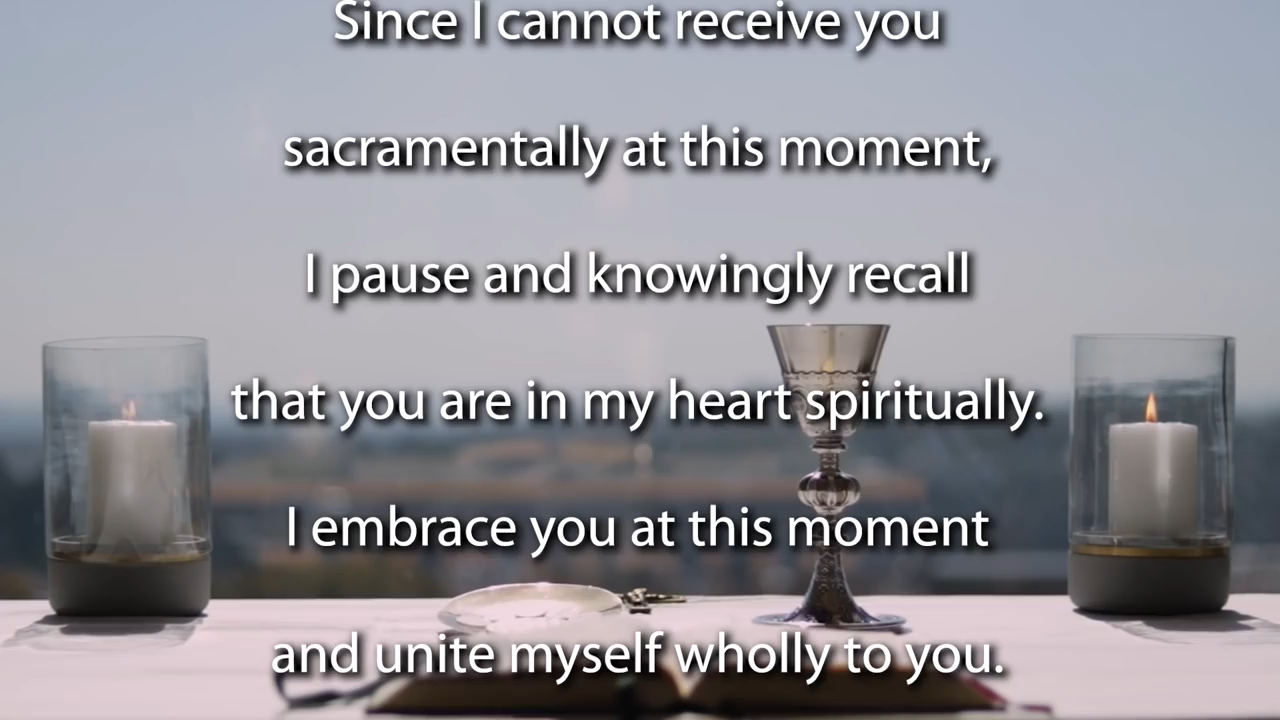 Since I cannot receive you
sacramentally at this moment,
I pause and knowingly recall
that you are in my heart spiritually.
I embrace you at this moment
and unite myself wholly to you.